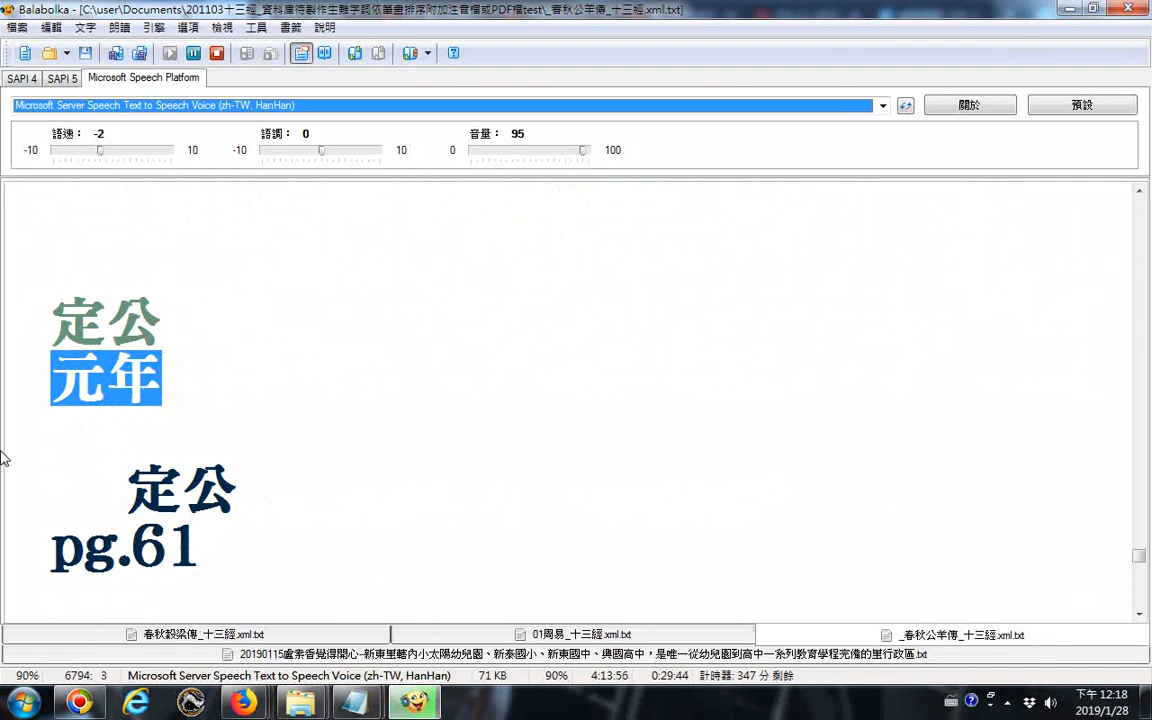 Balabolka - [C:\user\Documents\201103十三經_資料庫待製作生難字詞依筆畫排序附加注音檔或PDF檔test\_春秋公羊傳_十三經.xml.txt]
檔案 編輯 文字 朗讀 引擎 選項 檢視 工具 書籤 說明
SAPI 4 SAPI 5 Microsoft Speech Platform
Microsoft Server Speech Text to Speech Voice (zh-TW, HanHan) 關於 預設
語速： -2 語調： 0 音量： 95
-10 10 -10 10 0 100
定公
元年
定公
pg.61
春秋穀梁傳_十三經.xml.txt 01周易_十三經.xml.txt _春秋公羊傳_十三經.xml.txt
20190115盧素香覺得開心--新東里轄內小太陽幼兒園、新泰國小、新東國中、興國高中，是唯一從幼兒園到高中一系列教育學程完備的里行政區.txt
90% 6794: 3 Microsoft Server Speech Text to Speech Voice (zh-TW, HanHan) 71 KB 90% 4:13:56 0:29:44 計時器: 347 分 剩餘
下午 12:18
2019/1/28